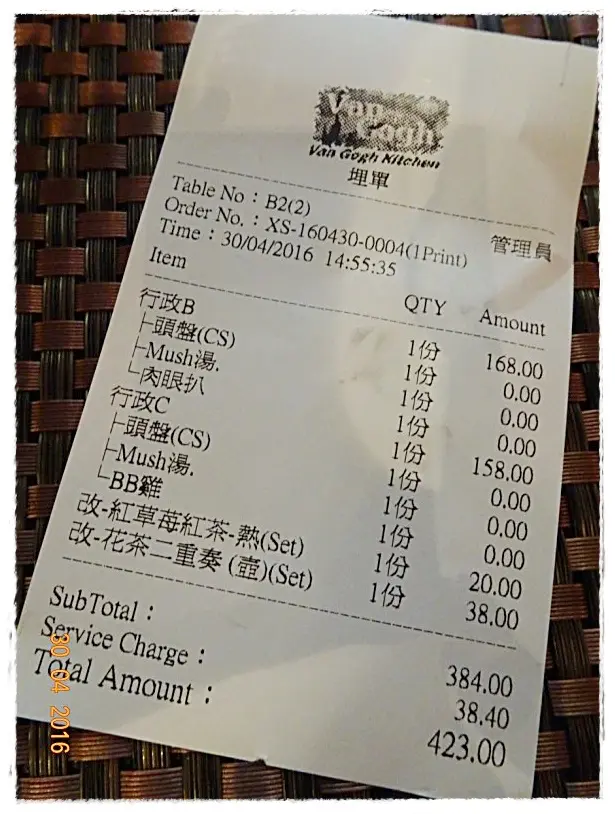 Van Gogh
Van Gogh Kitchen
埋單
Table No：B2(2)
Order No.：XS-160430-0004(1Print) 管理員
Time：30/04/2016 14:55:35
Item QTY Amount
行政B 1份 168.00
├頭盤(CS) 1份 0.00
├Mush湯. 1份 0.00
└肉眼扒 1份 0.00
行政C 1份 158.00
├頭盤(CS) 1份 0.00
├Mush湯. 1份 0.00
└BB雞 1份 0.00
改-紅草莓紅茶-熱(Set) 1份 20.00
改-花茶二重奏 (壺)(Set) 1份 38.00
SubTotal： 384.00
Service Charge： 38.40
Total Amount： 423.00
30 04 2016